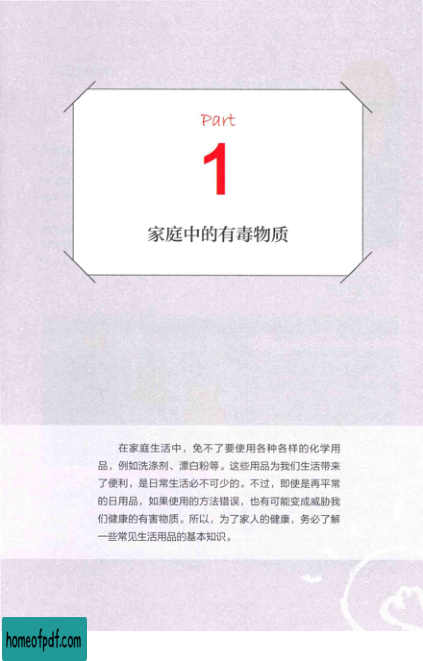 Part
1
家庭中的有毒物质
在家庭生活中，免不了要使用各种各样的化学用
品，例如洗涤剂、漂白粉等。这些用品为我们生活带来
了便利，是日常生活必不可少的。不过，即使是再平常
的日用品，如果使用的方法错误，也有可能变成威胁我
们健康的有害物质。所以，为了家人的健康，务必了解
一些常见生活用品的基本知识。
homeofpdf.com